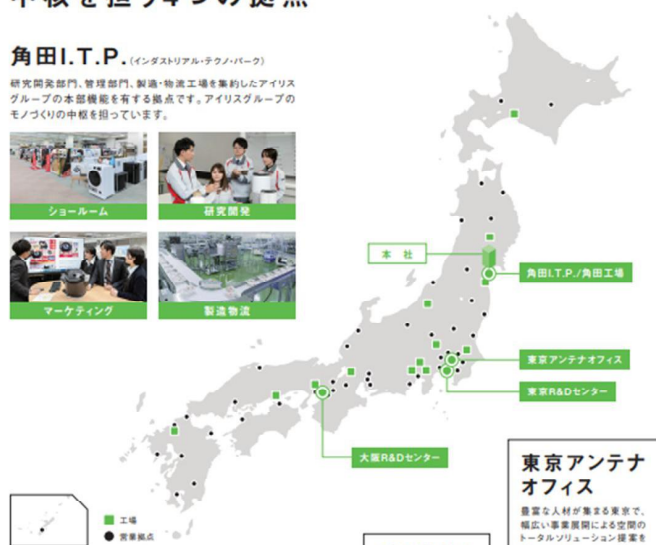 中核を担う4つの拠点
角田I.T.P.(インダストリアル・テクノ・パーク)
研究開発部門、管理部門、製造・物流工場を集約したアイリス
グループの本部機能を有する拠点です。アイリスグループの
モノづくりの中枢を担っています。
ショールーム
研究開発
マーケティング
製造物流
本社
角田I.T.P./角田工場
東京アンテナオフィス
東京R&Dセンター
大阪R&Dセンター
工場
営業拠点
東京アンテナ
オフィス
豊富な人材が集まる東京で、
幅広い事業展開による空間の
トータルソリューション提案を